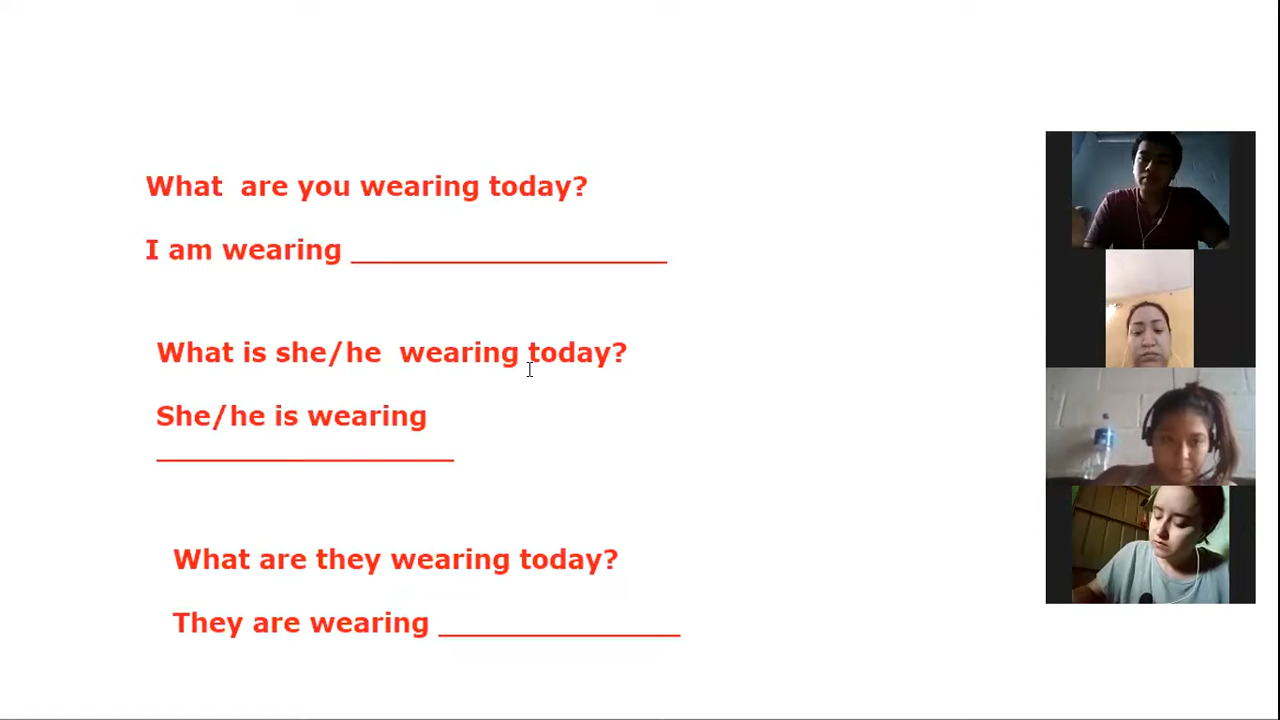 What are you wearing today?
I am wearing ____________________
What is she/he wearing today?
She/he is wearing
___________________
What are they wearing today?
They are wearing _______________